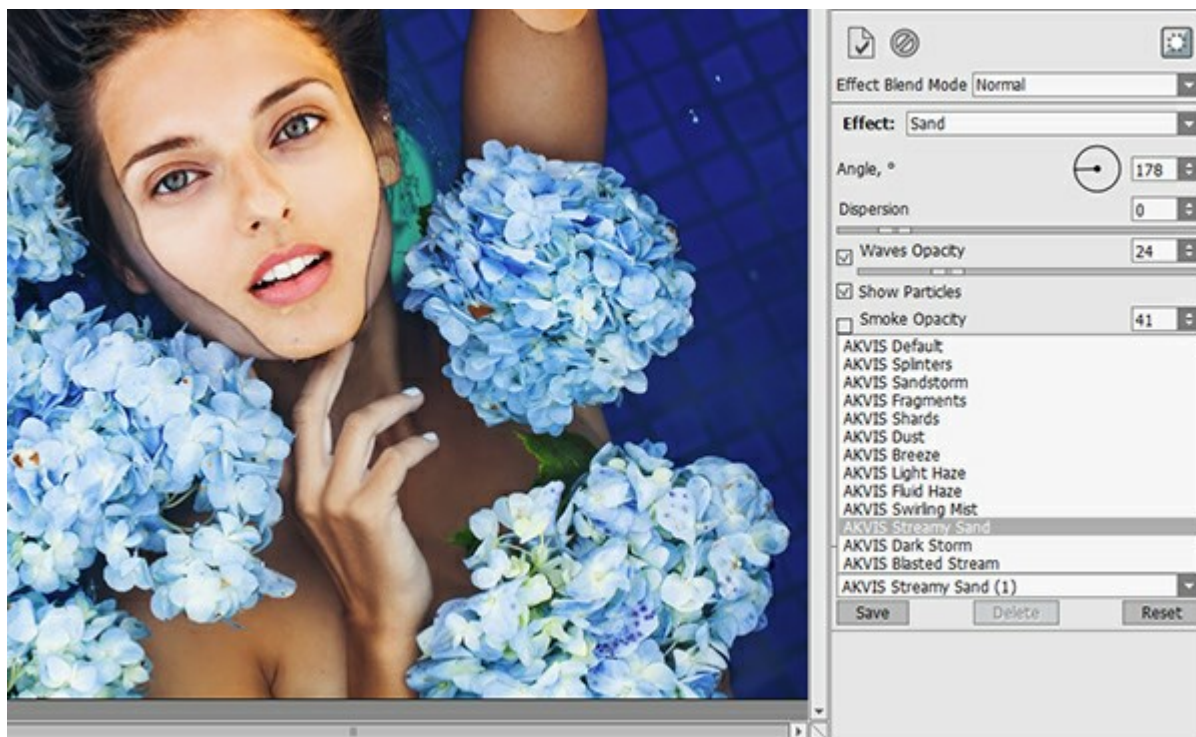 Effect Blend Mode Normal
Effect: Sand
Angle, ° 178
Dispersion 0
Waves Opacity 24
Show Particles
Smoke Opacity 41
AKVIS Default
AKVIS Splinters
AKVIS Sandstorm
AKVIS Fragments
AKVIS Shards
AKVIS Dust
AKVIS Breeze
AKVIS Light Haze
AKVIS Fluid Haze
AKVIS Swirling Mist
AKVIS Streamy Sand
AKVIS Dark Storm
AKVIS Blasted Stream
AKVIS Streamy Sand (1)
Save Delete Reset